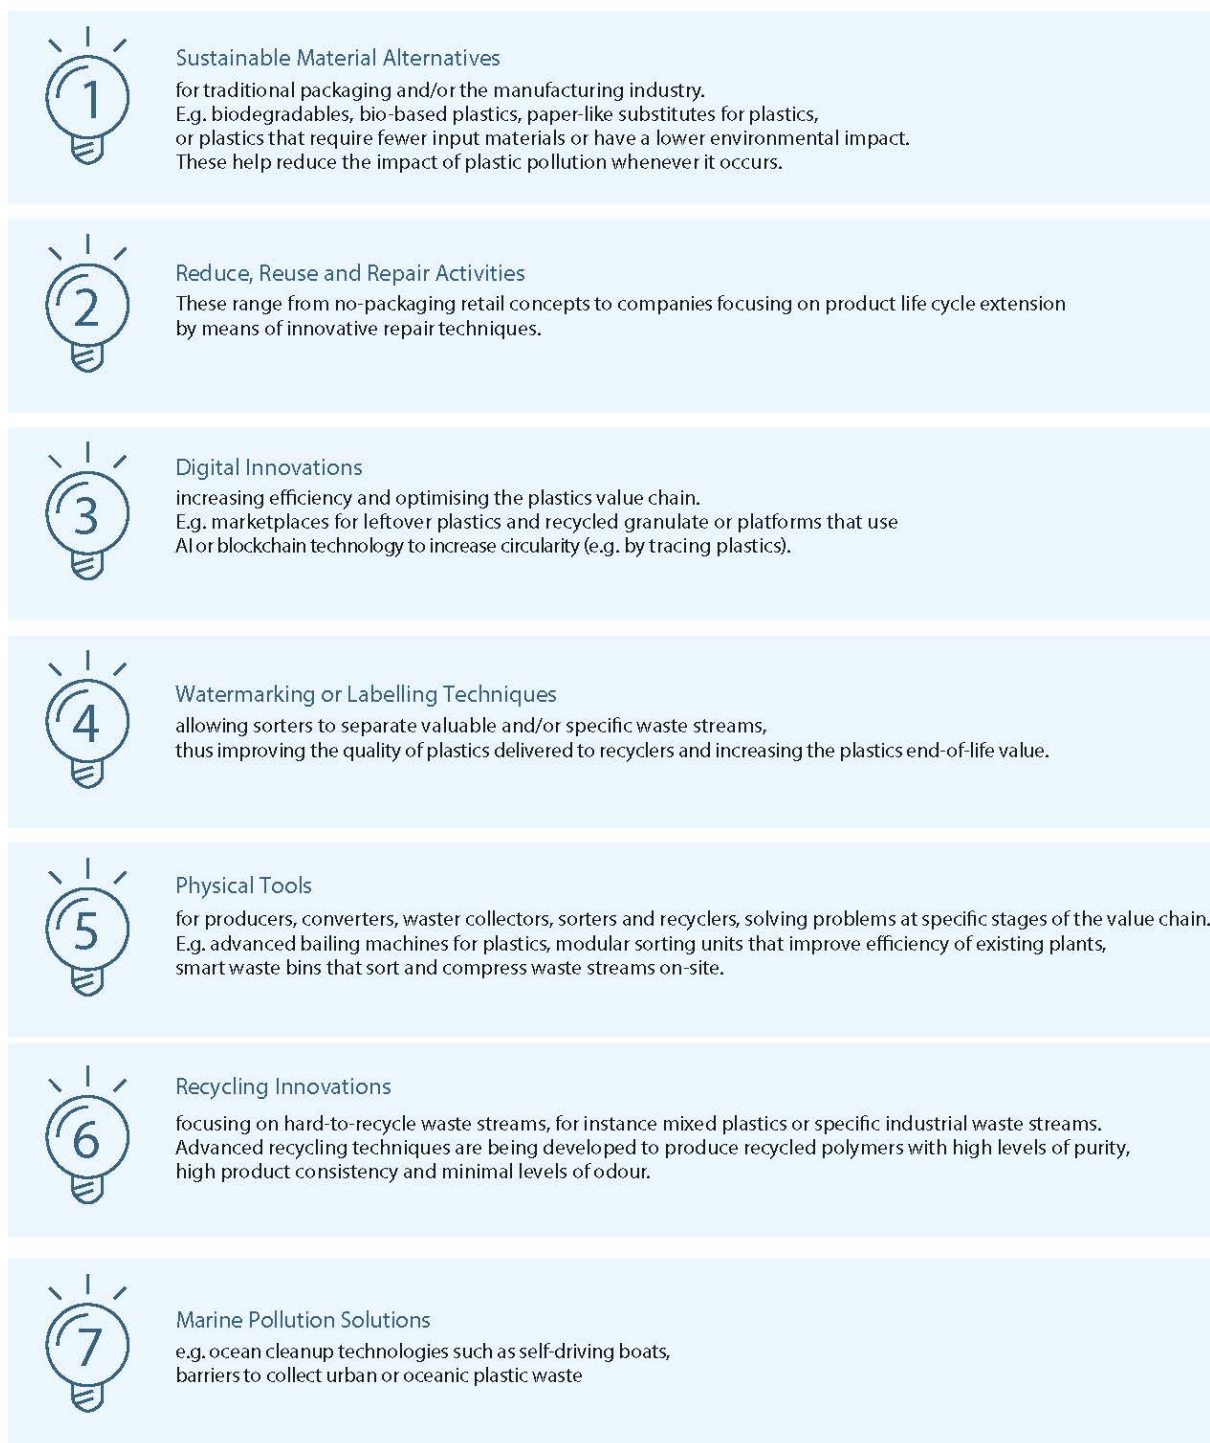 1
Sustainable Material Alternatives
for traditional packaging and/or the manufacturing industry.
E.g. biodegradables, bio-based plastics, paper-like substitutes for plastics,
or plastics that require fewer input materials or have a lower environmental impact.
These help reduce the impact of plastic pollution whenever it occurs.
2
Reduce, Reuse and Repair Activities
These range from no-packaging retail concepts to companies focusing on product life cycle extension
by means of innovative repair techniques.
3
Digital Innovations
increasing efficiency and optimising the plastics value chain.
E.g. marketplaces for leftover plastics and recycled granulate or platforms that use
AI or blockchain technology to increase circularity (e.g. by tracing plastics).
4
Watermarking or Labelling Techniques
allowing sorters to separate valuable and/or specific waste streams,
thus improving the quality of plastics delivered to recyclers and increasing the plastics end-of-life value.
5
Physical Tools
for producers, converters, waster collectors, sorters and recyclers, solving problems at specific stages of the value chain.
E.g. advanced bailing machines for plastics, modular sorting units that improve efficiency of existing plants,
smart waste bins that sort and compress waste streams on-site.
6
Recycling Innovations
focusing on hard-to-recycle waste streams, for instance mixed plastics or specific industrial waste streams.
Advanced recycling techniques are being developed to produce recycled polymers with high levels of purity,
high product consistency and minimal levels of odour.
7
Marine Pollution Solutions
e.g. ocean cleanup technologies such as self-driving boats,
barriers to collect urban or oceanic plastic waste